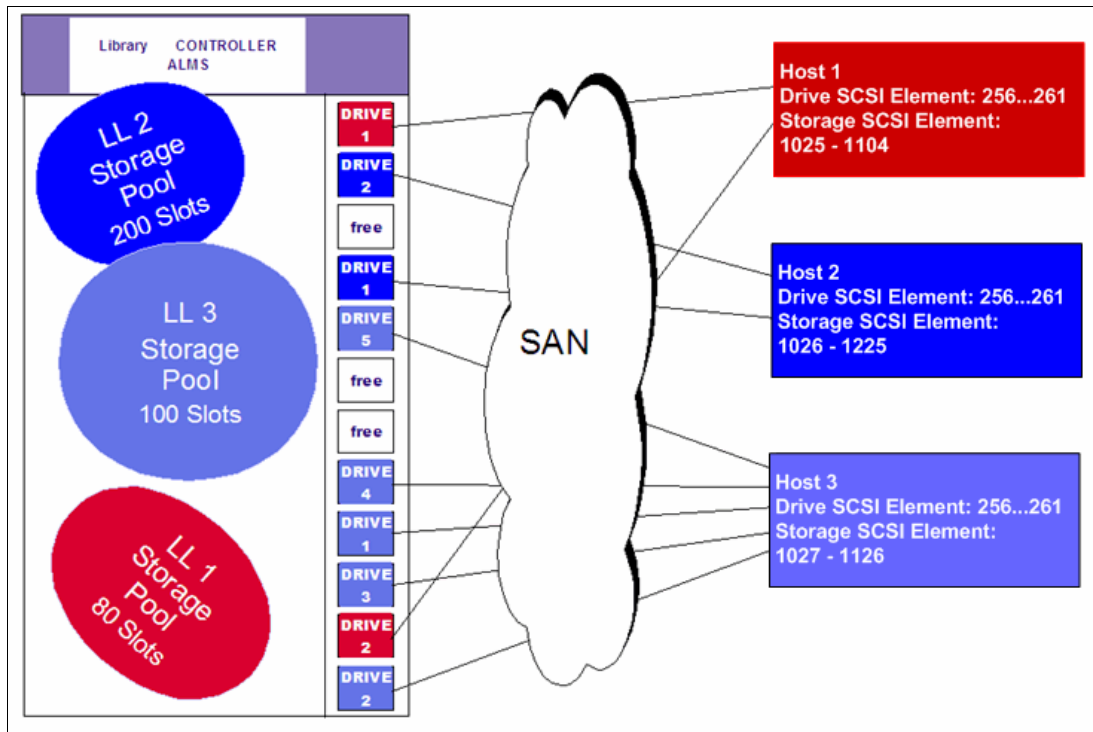 Library CONTROLLER
ALMS
LL 2
Storage
Pool
200 Slots
LL 3
Storage
Pool
100 Slots
LL 1
Storage
Pool
80 Slots
DRIVE
1
DRIVE
2
free
DRIVE
1
DRIVE
5
free
free
DRIVE
4
DRIVE
1
DRIVE
3
DRIVE
2
DRIVE
2
SAN
Host 1
Drive SCSI Element: 256...261
Storage SCSI Element:
1025 - 1104
Host 2
Drive SCSI Element: 256...261
Storage SCSI Element:
1026 - 1225
Host 3
Drive SCSI Element: 256...261
Storage SCSI Element:
1027 - 1126